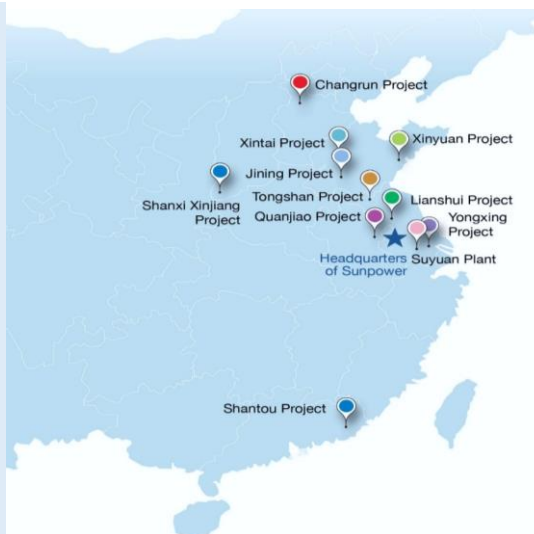 Changrun Project
Xintai Project
Xinyuan Project
Jining Project
Shanxi Xinjiang
Project
Tongshan Project
Lianshui Project
Quanjiao Project
Yongxing
Project
Headquarters
of Sunpower
Suyuan Plant
Shantou Project